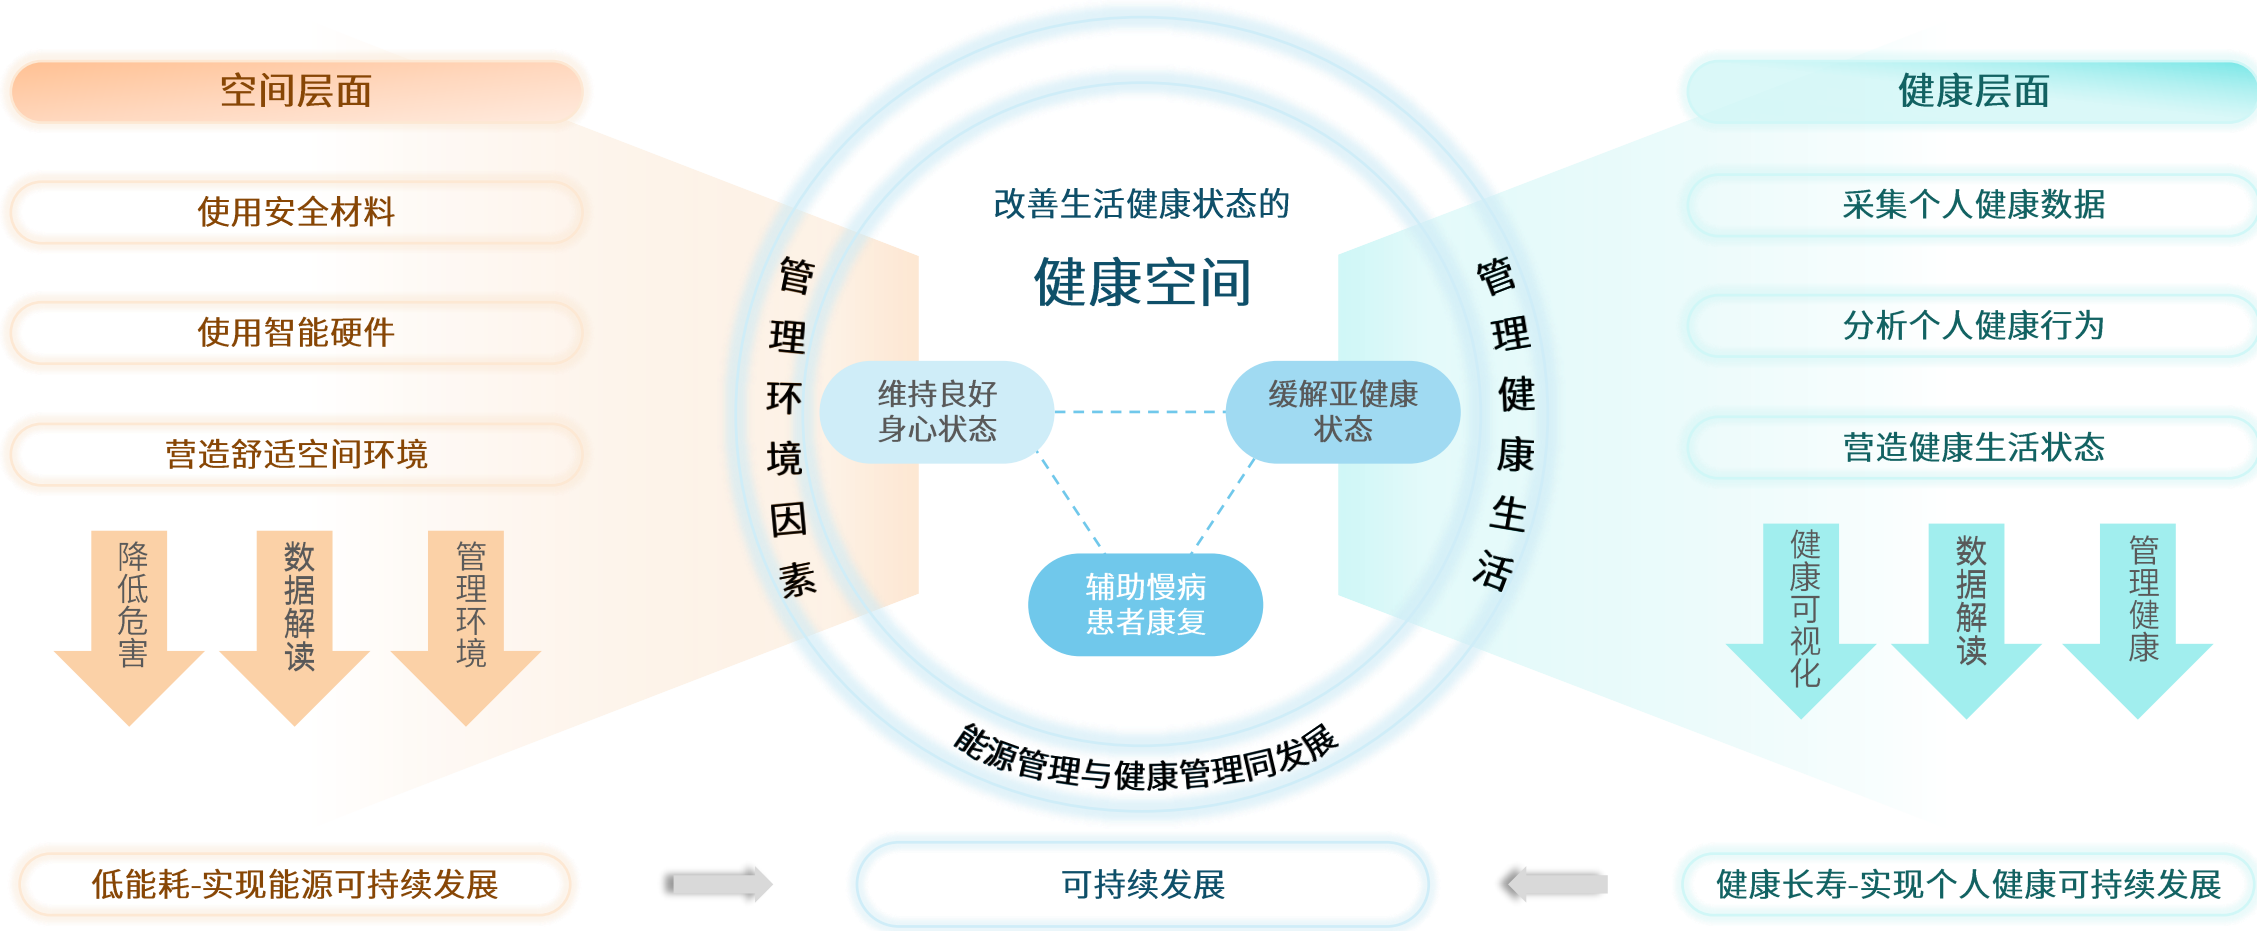 空间层面
使用安全材料
使用智能硬件
营造舒适空间环境
降低危害
数据解读
管理环境
低能耗-实现能源可持续发展
管理环境因素
改善生活健康状态的
健康空间
维持良好
身心状态
缓解亚健康
状态
辅助慢病
患者康复
管理健康生活
能源管理与健康管理同发展
可持续发展
健康层面
采集个人健康数据
分析个人健康行为
营造健康生活状态
健康可视化
数据解读
管理健康
健康长寿-实现个人健康可持续发展